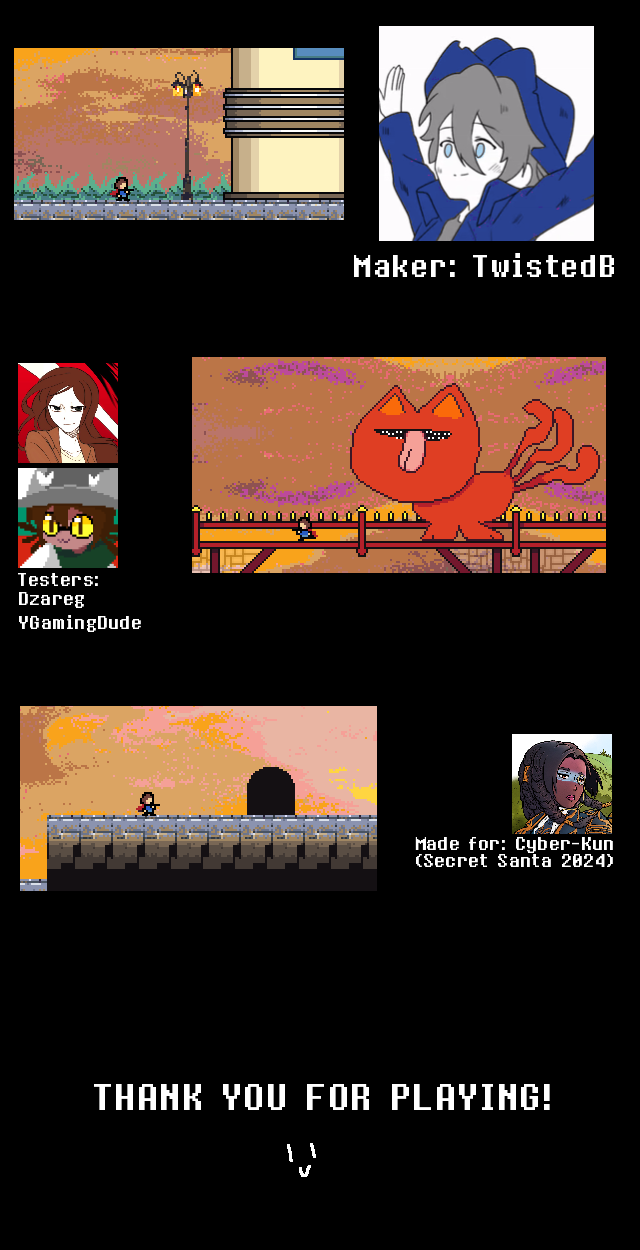 Maker: TwistedB
Testers:
Dzareg
YGamingDude
Made for: Cyber-Kun
(Secret Santa 2024)
THANK YOU FOR PLAYING!